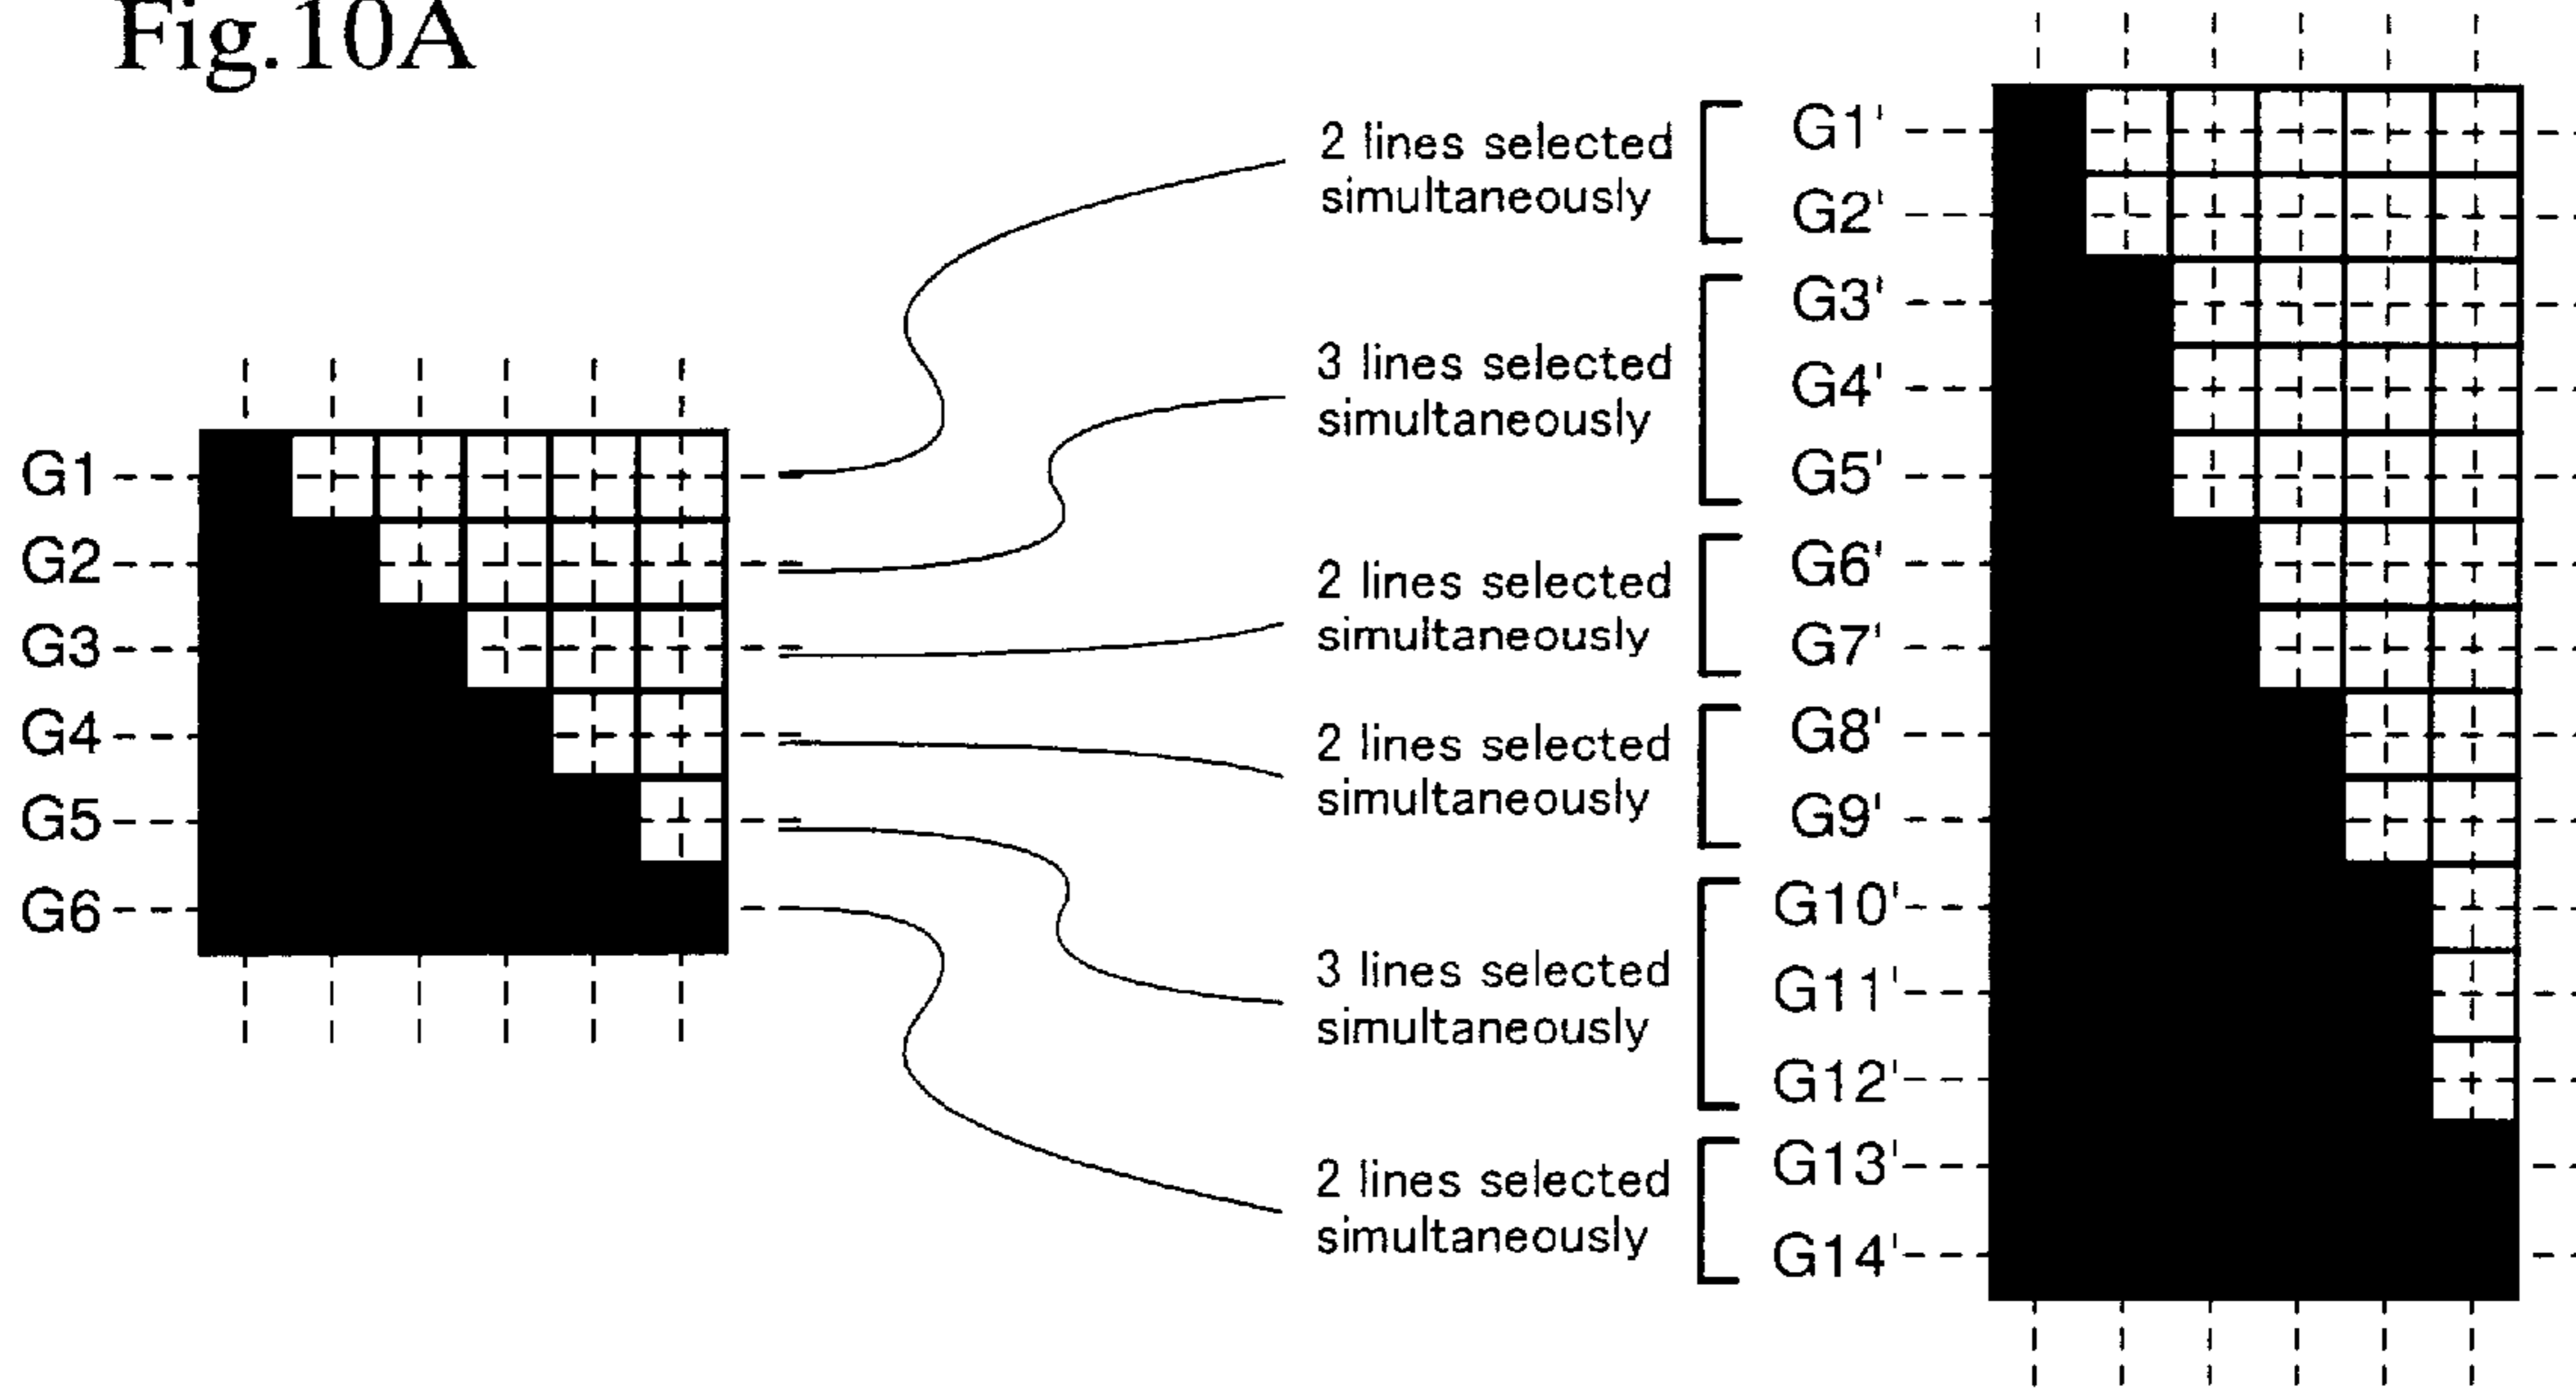 Fig.10A
G1
G2
G3
G4
G5
G6
2 lines selected
simultaneously
3 lines selected
simultaneously
2 lines selected
simultaneously
2 lines selected
simultaneously
3 lines selected
simultaneously
2 lines selected
simultaneously
G1'
G2'
G3'
G4'
G5'
G6'
G7'
G8'
G9'
G10'
G11'
G12'
G13'
G14'